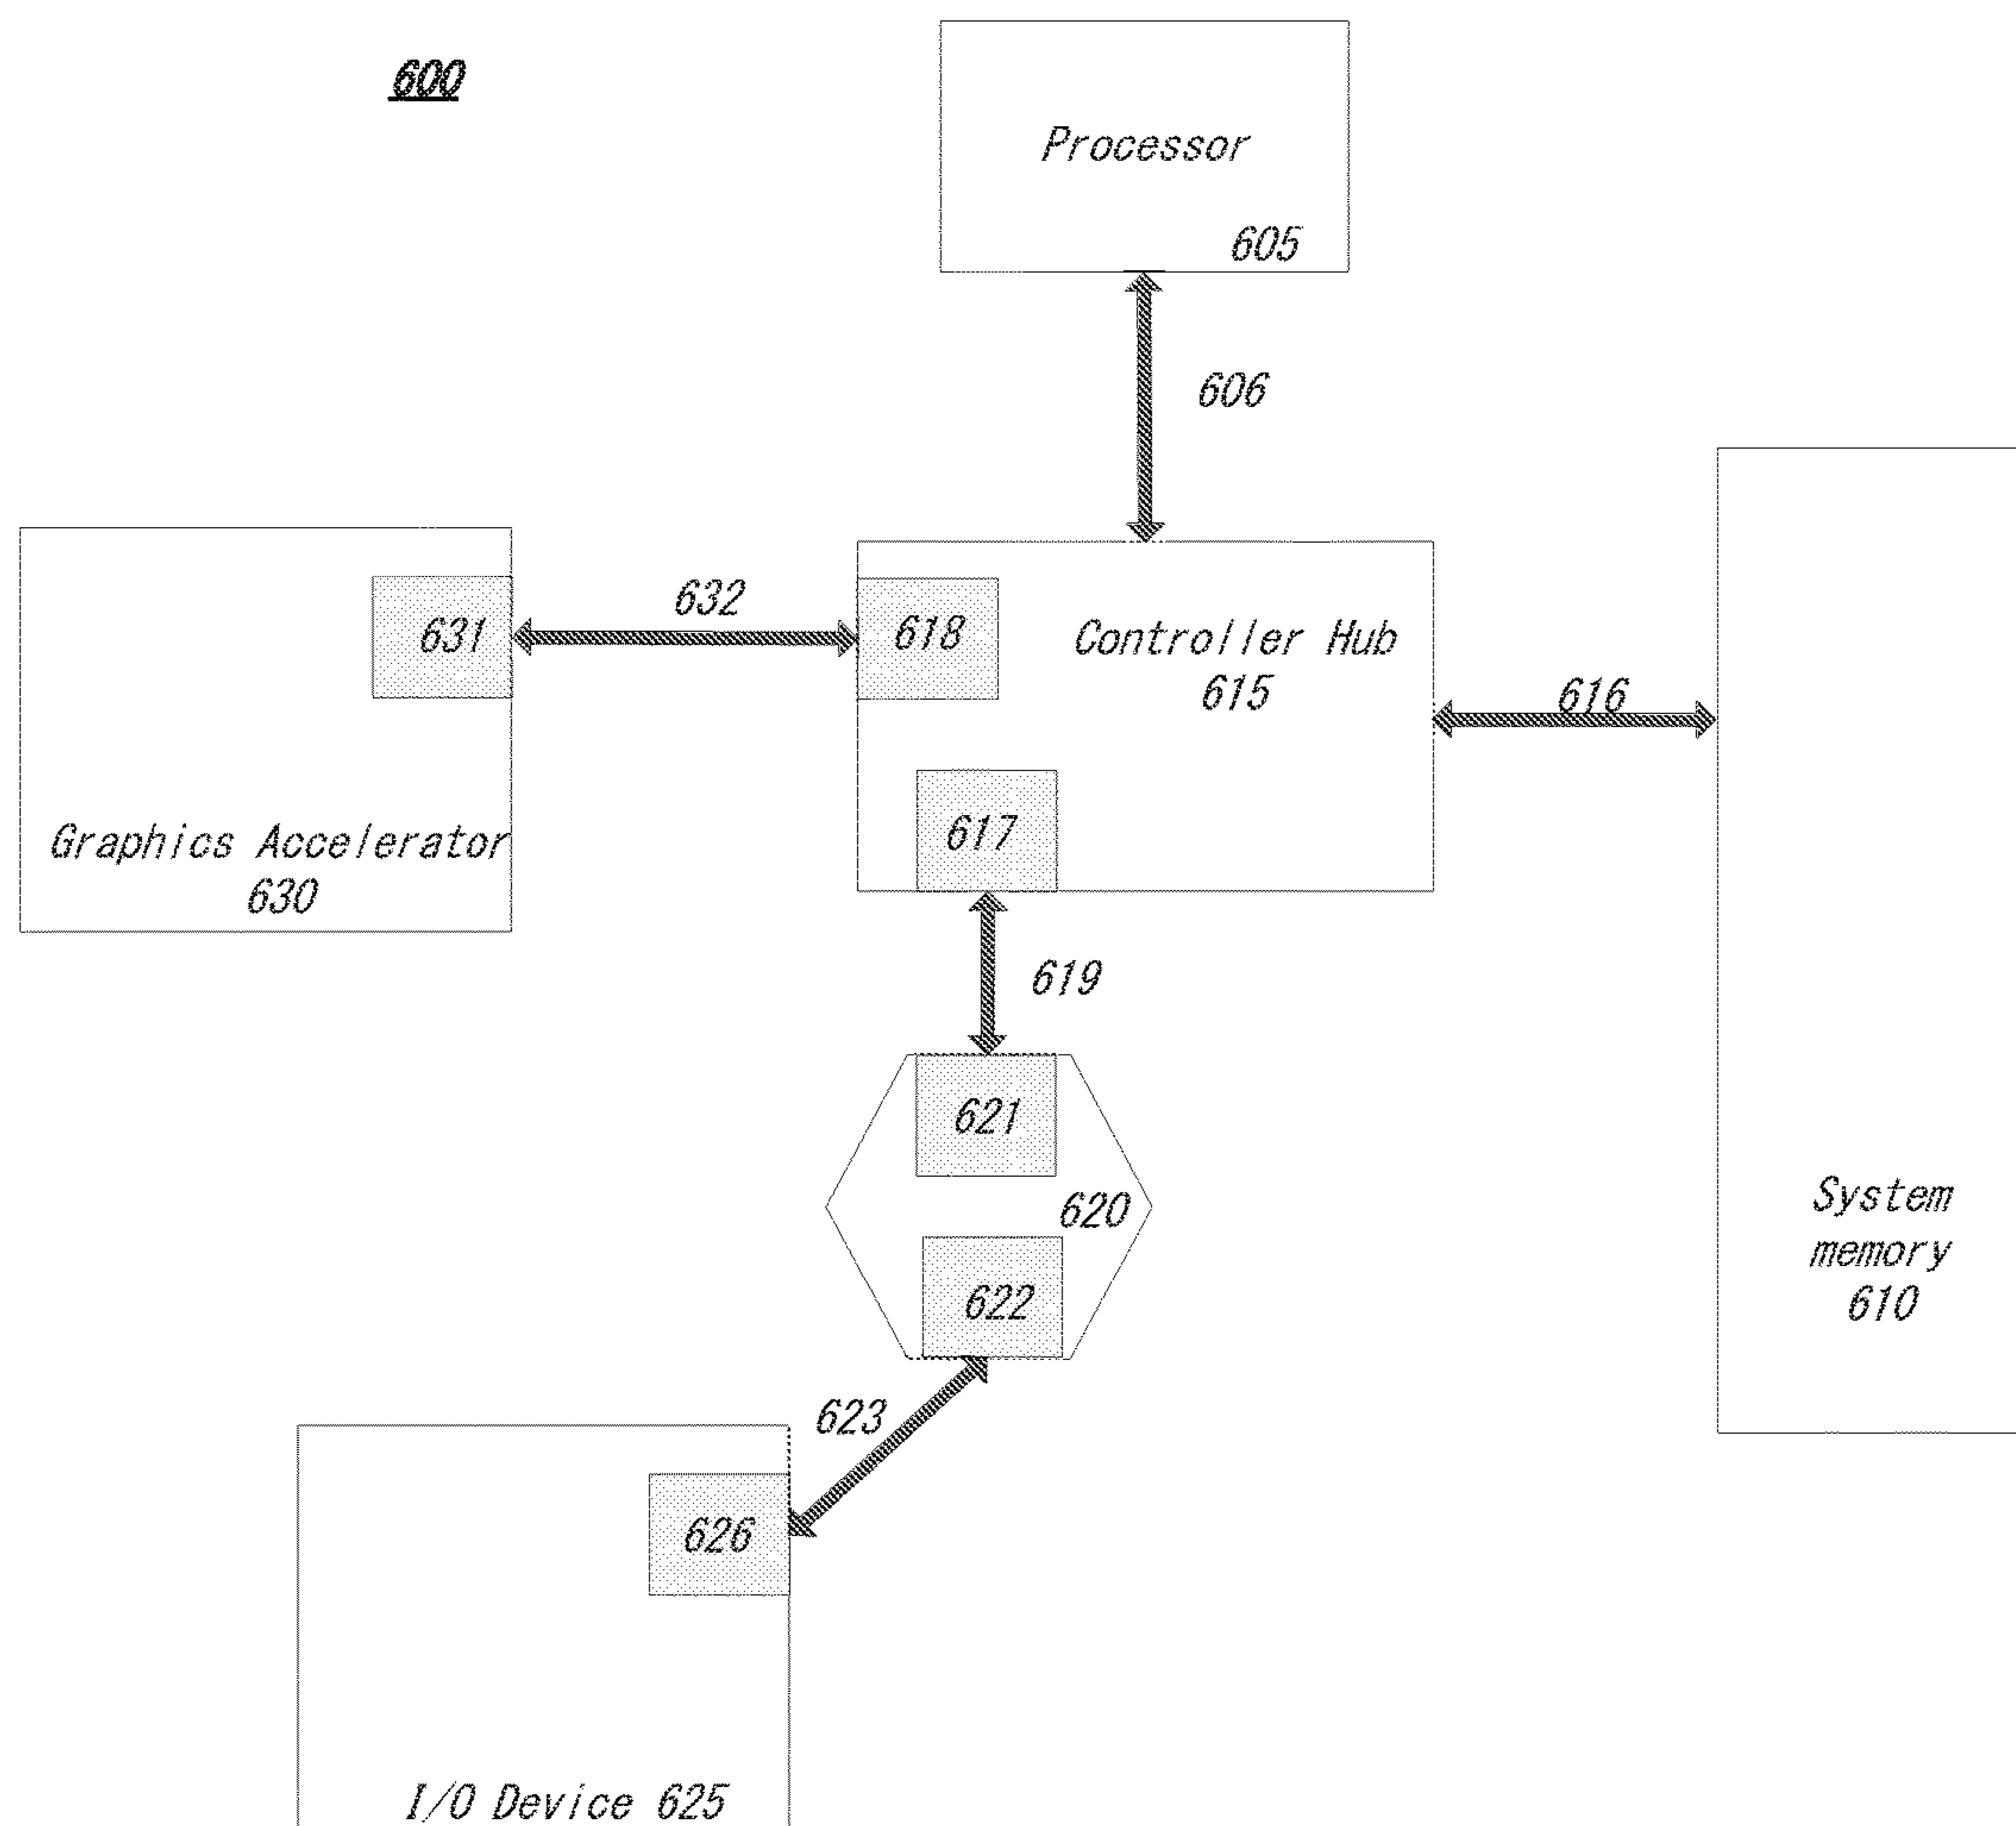 600
Processor
605
606
632
631
618
Controller Hub
615
616
617
Graphics Accelerator
630
619
621
620
622
System
memory
610
623
626
I/O Device 625